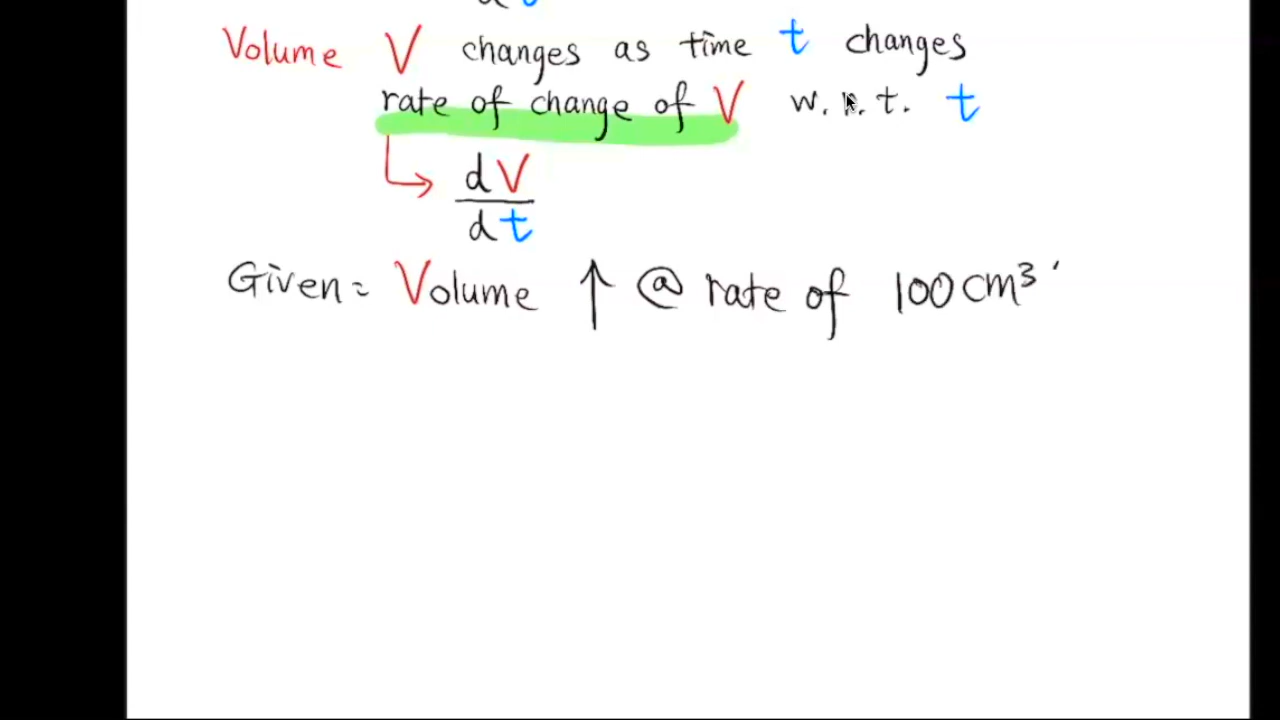 Volume V changes as time t changes
rate of change of V w.r.t. t
dV
dt
Given = Volume ↑ @ rate of 100 cm³